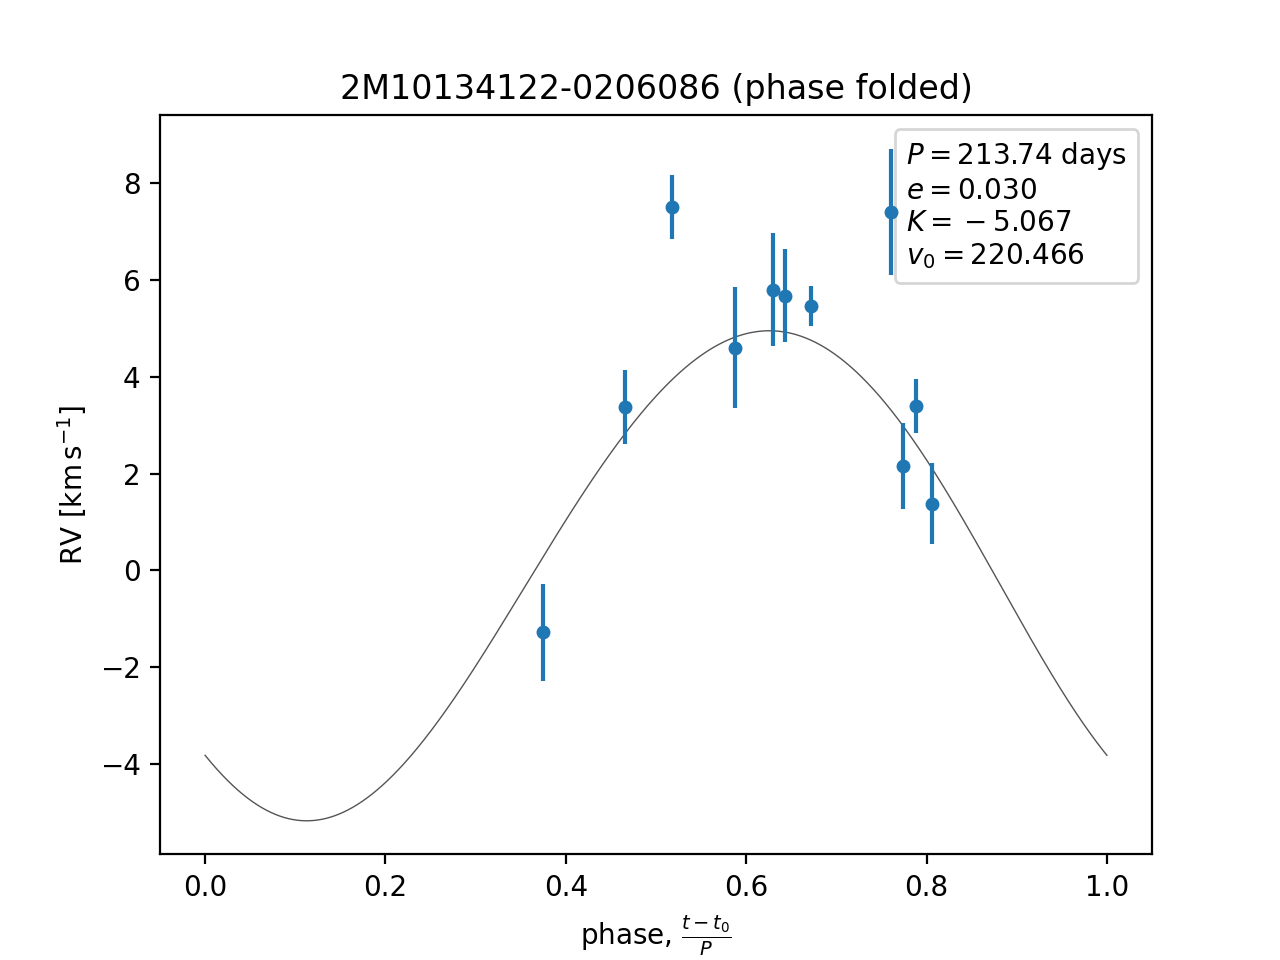 2M10134122-0206086 (phase folded)
P = 213.74 days
e = 0.030
K = −5.067
v₀ = 220.466
8
6
4
2
0
−2
−4
RV [km s⁻¹]
0.0 0.2 0.4 0.6 0.8 1.0
phase, (t − t₀)/P